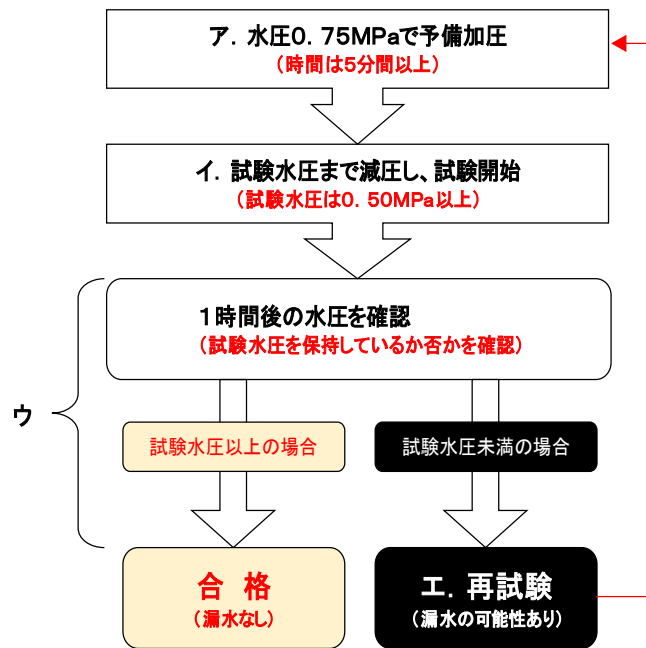 ア．水圧０．７５MPaで予備加圧
（時間は５分間以上）
イ．試験水圧まで減圧し、試験開始
（試験水圧は０．５０MPa以上）
１時間後の水圧を確認
（試験水圧を保持しているか否かを確認）
ウ
試験水圧以上の場合
試験水圧未満の場合
合 格
（漏水なし）
エ．再試験
（漏水の可能性あり）